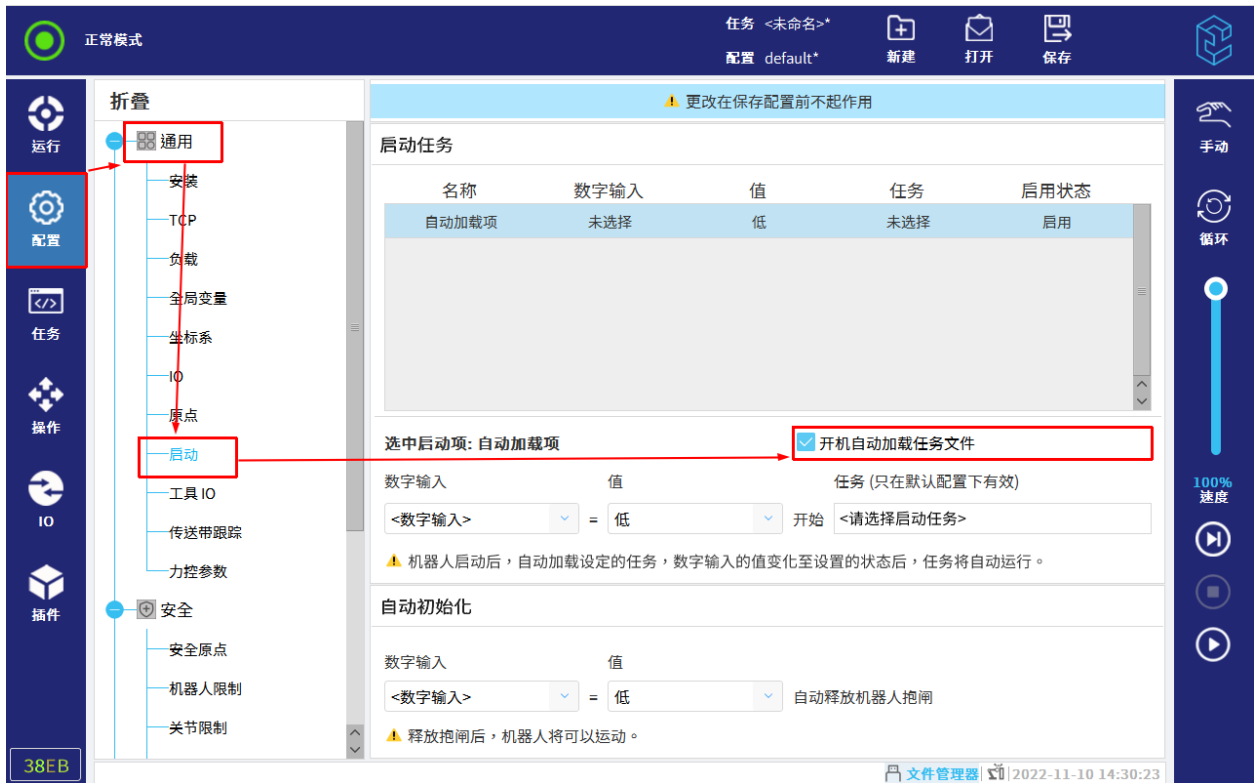 正常模式
任务 <未命名>*
配置 default*
新建
打开
保存
运行
配置
任务
操作
IO
插件
38EB
折叠
通用
安装
TCP
负载
全局变量
坐标系
IO
原点
启动
工具 IO
传送带跟踪
力控参数
安全
安全原点
机器人限制
关节限制
更改在保存配置前不起作用
启动任务
名称 数字输入 值 任务 启用状态
自动加载项 未选择 低 未选择 启用
选中启动项: 自动加载项
开机自动加载任务文件
数字输入 值 任务 (只在默认配置下有效)
<数字输入> = 低 开始 <请选择启动任务>
机器人启动后，自动加载设定的任务，数字输入的值变化至设置的状态后，任务将自动运行。
自动初始化
数字输入 值
<数字输入> = 低 自动释放机器人抱闸
释放抱闸后，机器人将可以运动。
文件管理器 2022-11-10 14:30:23
手动
循环
100%
速度